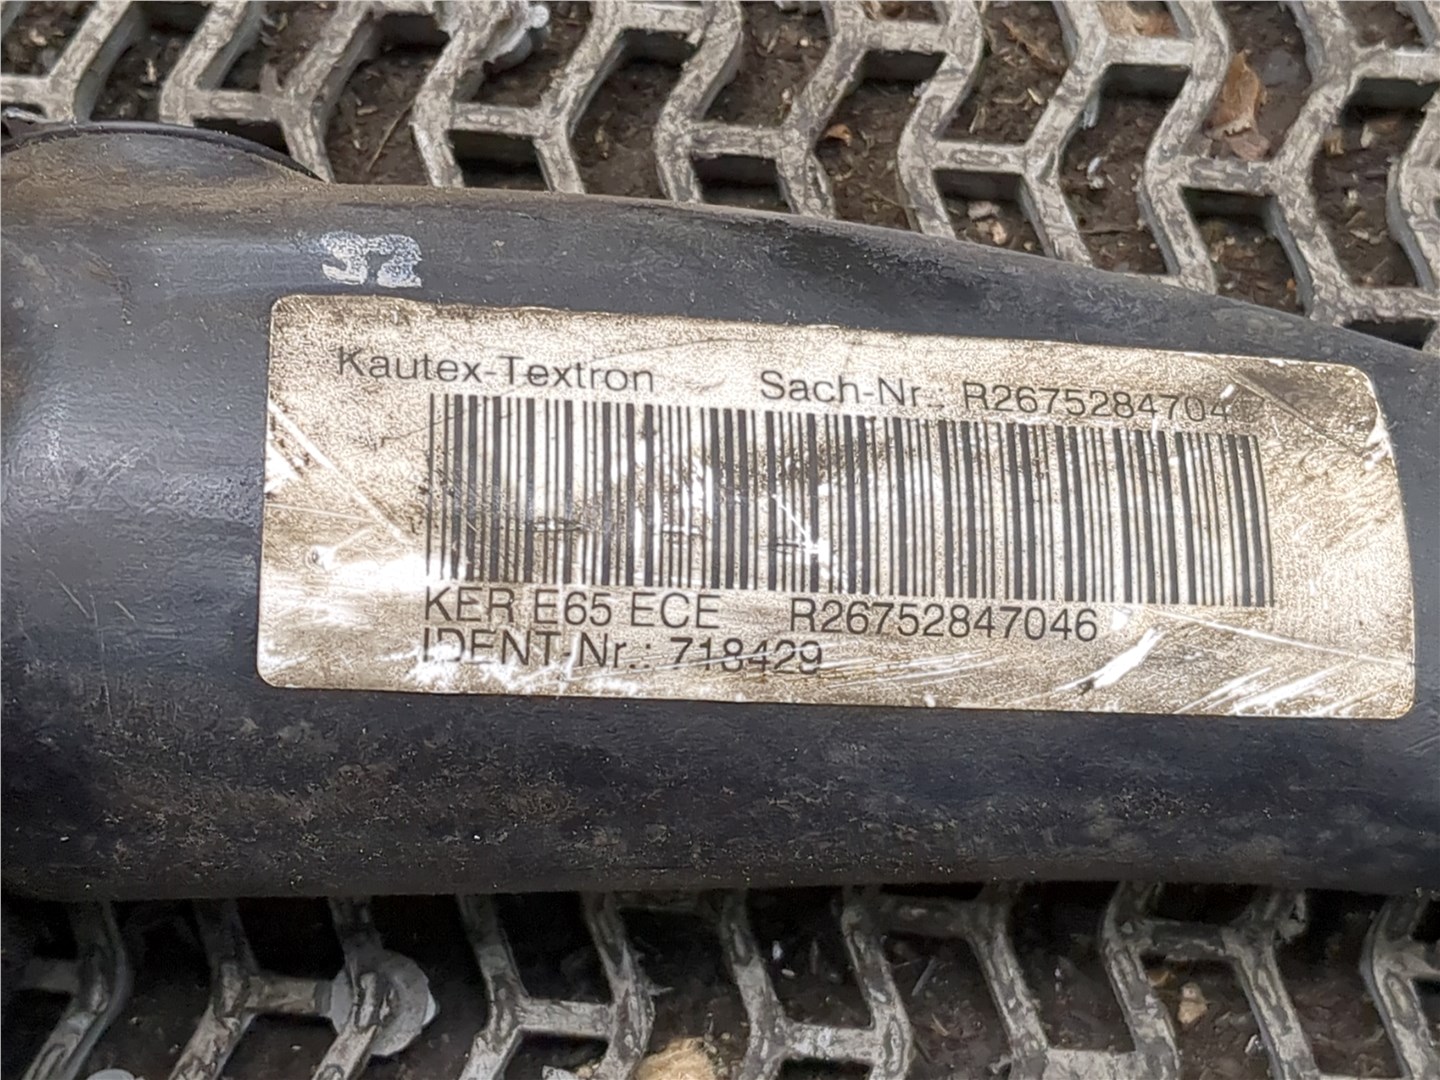 32
Kautex-Textron Sach-Nr.: R2675284704
KER E65 ECE R26752847046
IDENT-Nr.: 718429